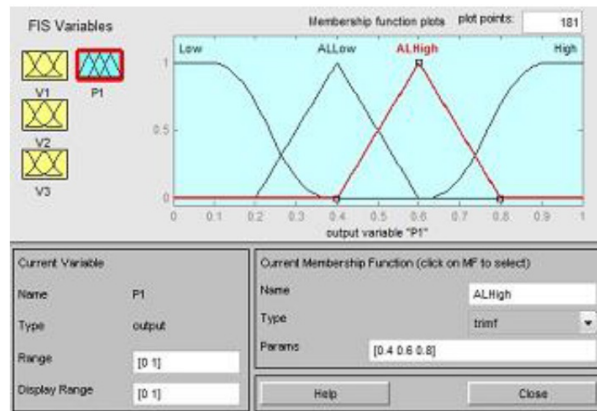 FIS Variables
Membership function plots
plot points:
181
V1
P1
V2
V3
Low
ALLow
ALHigh
High
1
0.5
0
0 0.1 0.2 0.3 0.4 0.5 0.6 0.7 0.8 0.9 1
output variable "P1"
Current Variable
Name P1
Type output
Range [0 1]
Display Range [0 1]
Current Membership Function (click on MF to select)
Name ALHigh
Type trimf
Params [0.4 0.6 0.8]
Help
Close